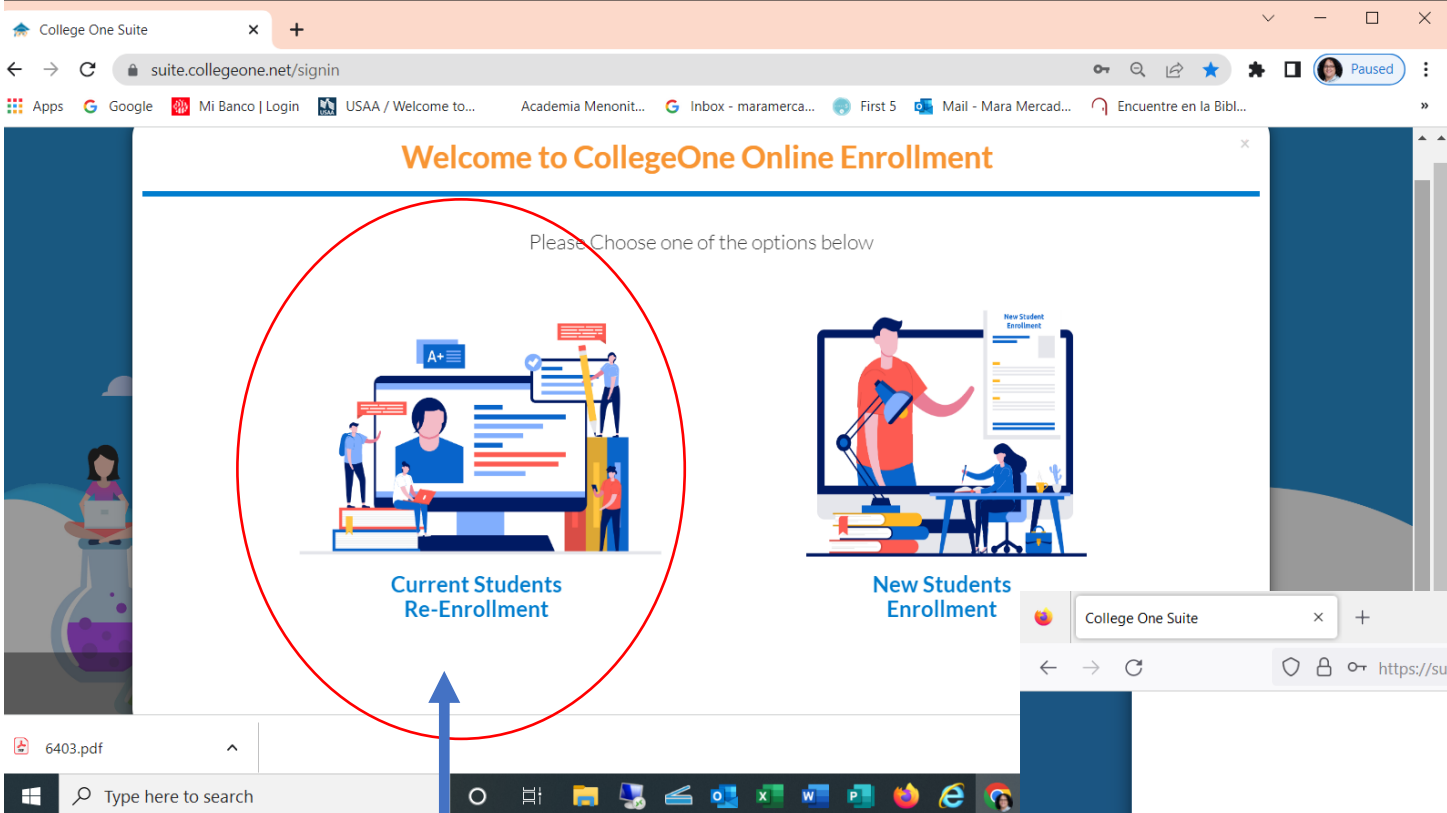 College One Suite
suite.collegeone.net/signin
Paused
Apps Google Mi Banco | Login USAA / Welcome to... Academia Menonit... Inbox - maramerca... First 5 Mail - Mara Mercad... Encuentre en la Bibl... »
Welcome to CollegeOne Online Enrollment
Please Choose one of the options below
A+
New Student
Enrollment
Current Students
Re-Enrollment
New Students
Enrollment
College One Suite
https://su
6403.pdf
Type here to search